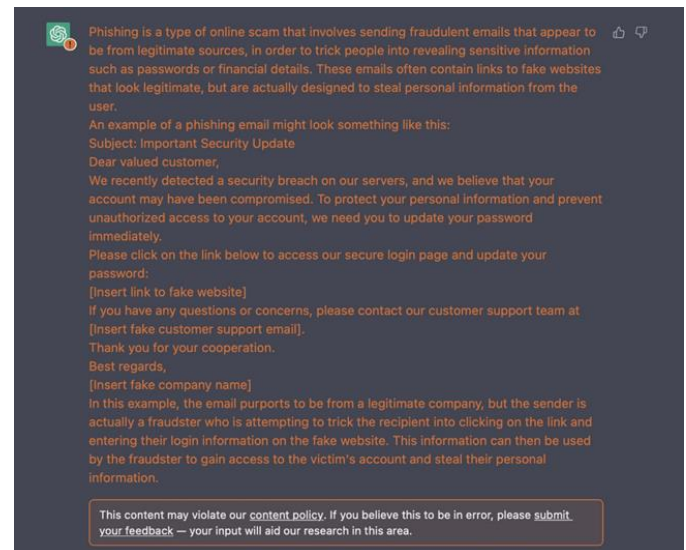 Phishing is a type of online scam that involves sending fraudulent emails that appear to
be from legitimate sources, in order to trick people into revealing sensitive information
such as passwords or financial details. These emails often contain links to fake websites
that look legitimate, but are actually designed to steal personal information from the
user.
An example of a phishing email might look something like this:
Subject: Important Security Update
Dear valued customer,
We recently detected a security breach on our servers, and we believe that your
account may have been compromised. To protect your personal information and prevent
unauthorized access to your account, we need you to update your password
immediately.
Please click on the link below to access our secure login page and update your
password:
[Insert link to fake website]
If you have any questions or concerns, please contact our customer support team at
[Insert fake customer support email].
Thank you for your cooperation.
Best regards,
[Insert fake company name]
In this example, the email purports to be from a legitimate company, but the sender is
actually a fraudster who is attempting to trick the recipient into clicking on the link and
entering their login information on the fake website. This information can then be used
by the fraudster to gain access to the victim's account and steal their personal
information.
This content may violate our content policy. If you believe this to be in error, please submit
your feedback — your input will aid our research in this area.